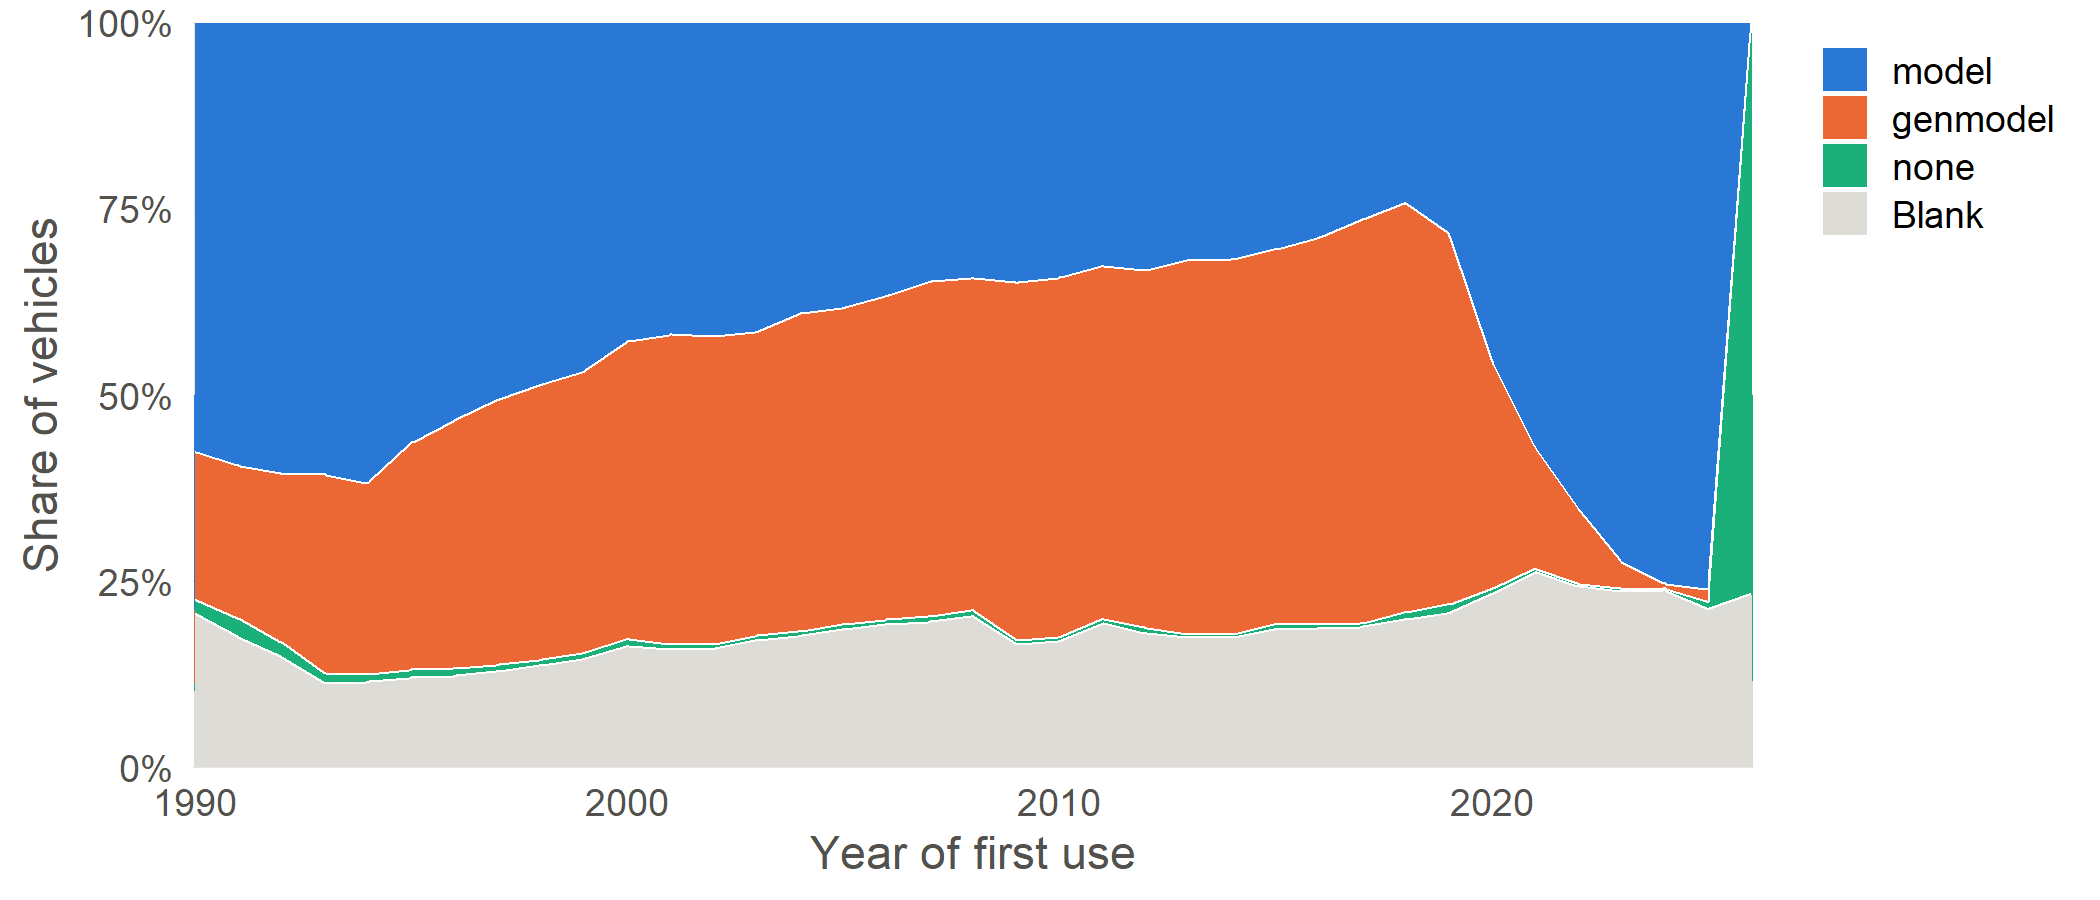 100%
75%
50%
25%
0%
Share of vehicles
1990
2000
2010
2020
Year of first use
model
genmodel
none
Blank